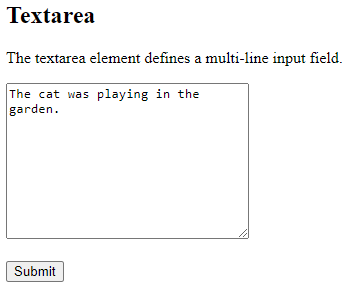 Textarea
The textarea element defines a multi-line input field.
The cat was playing in the
garden.
Submit